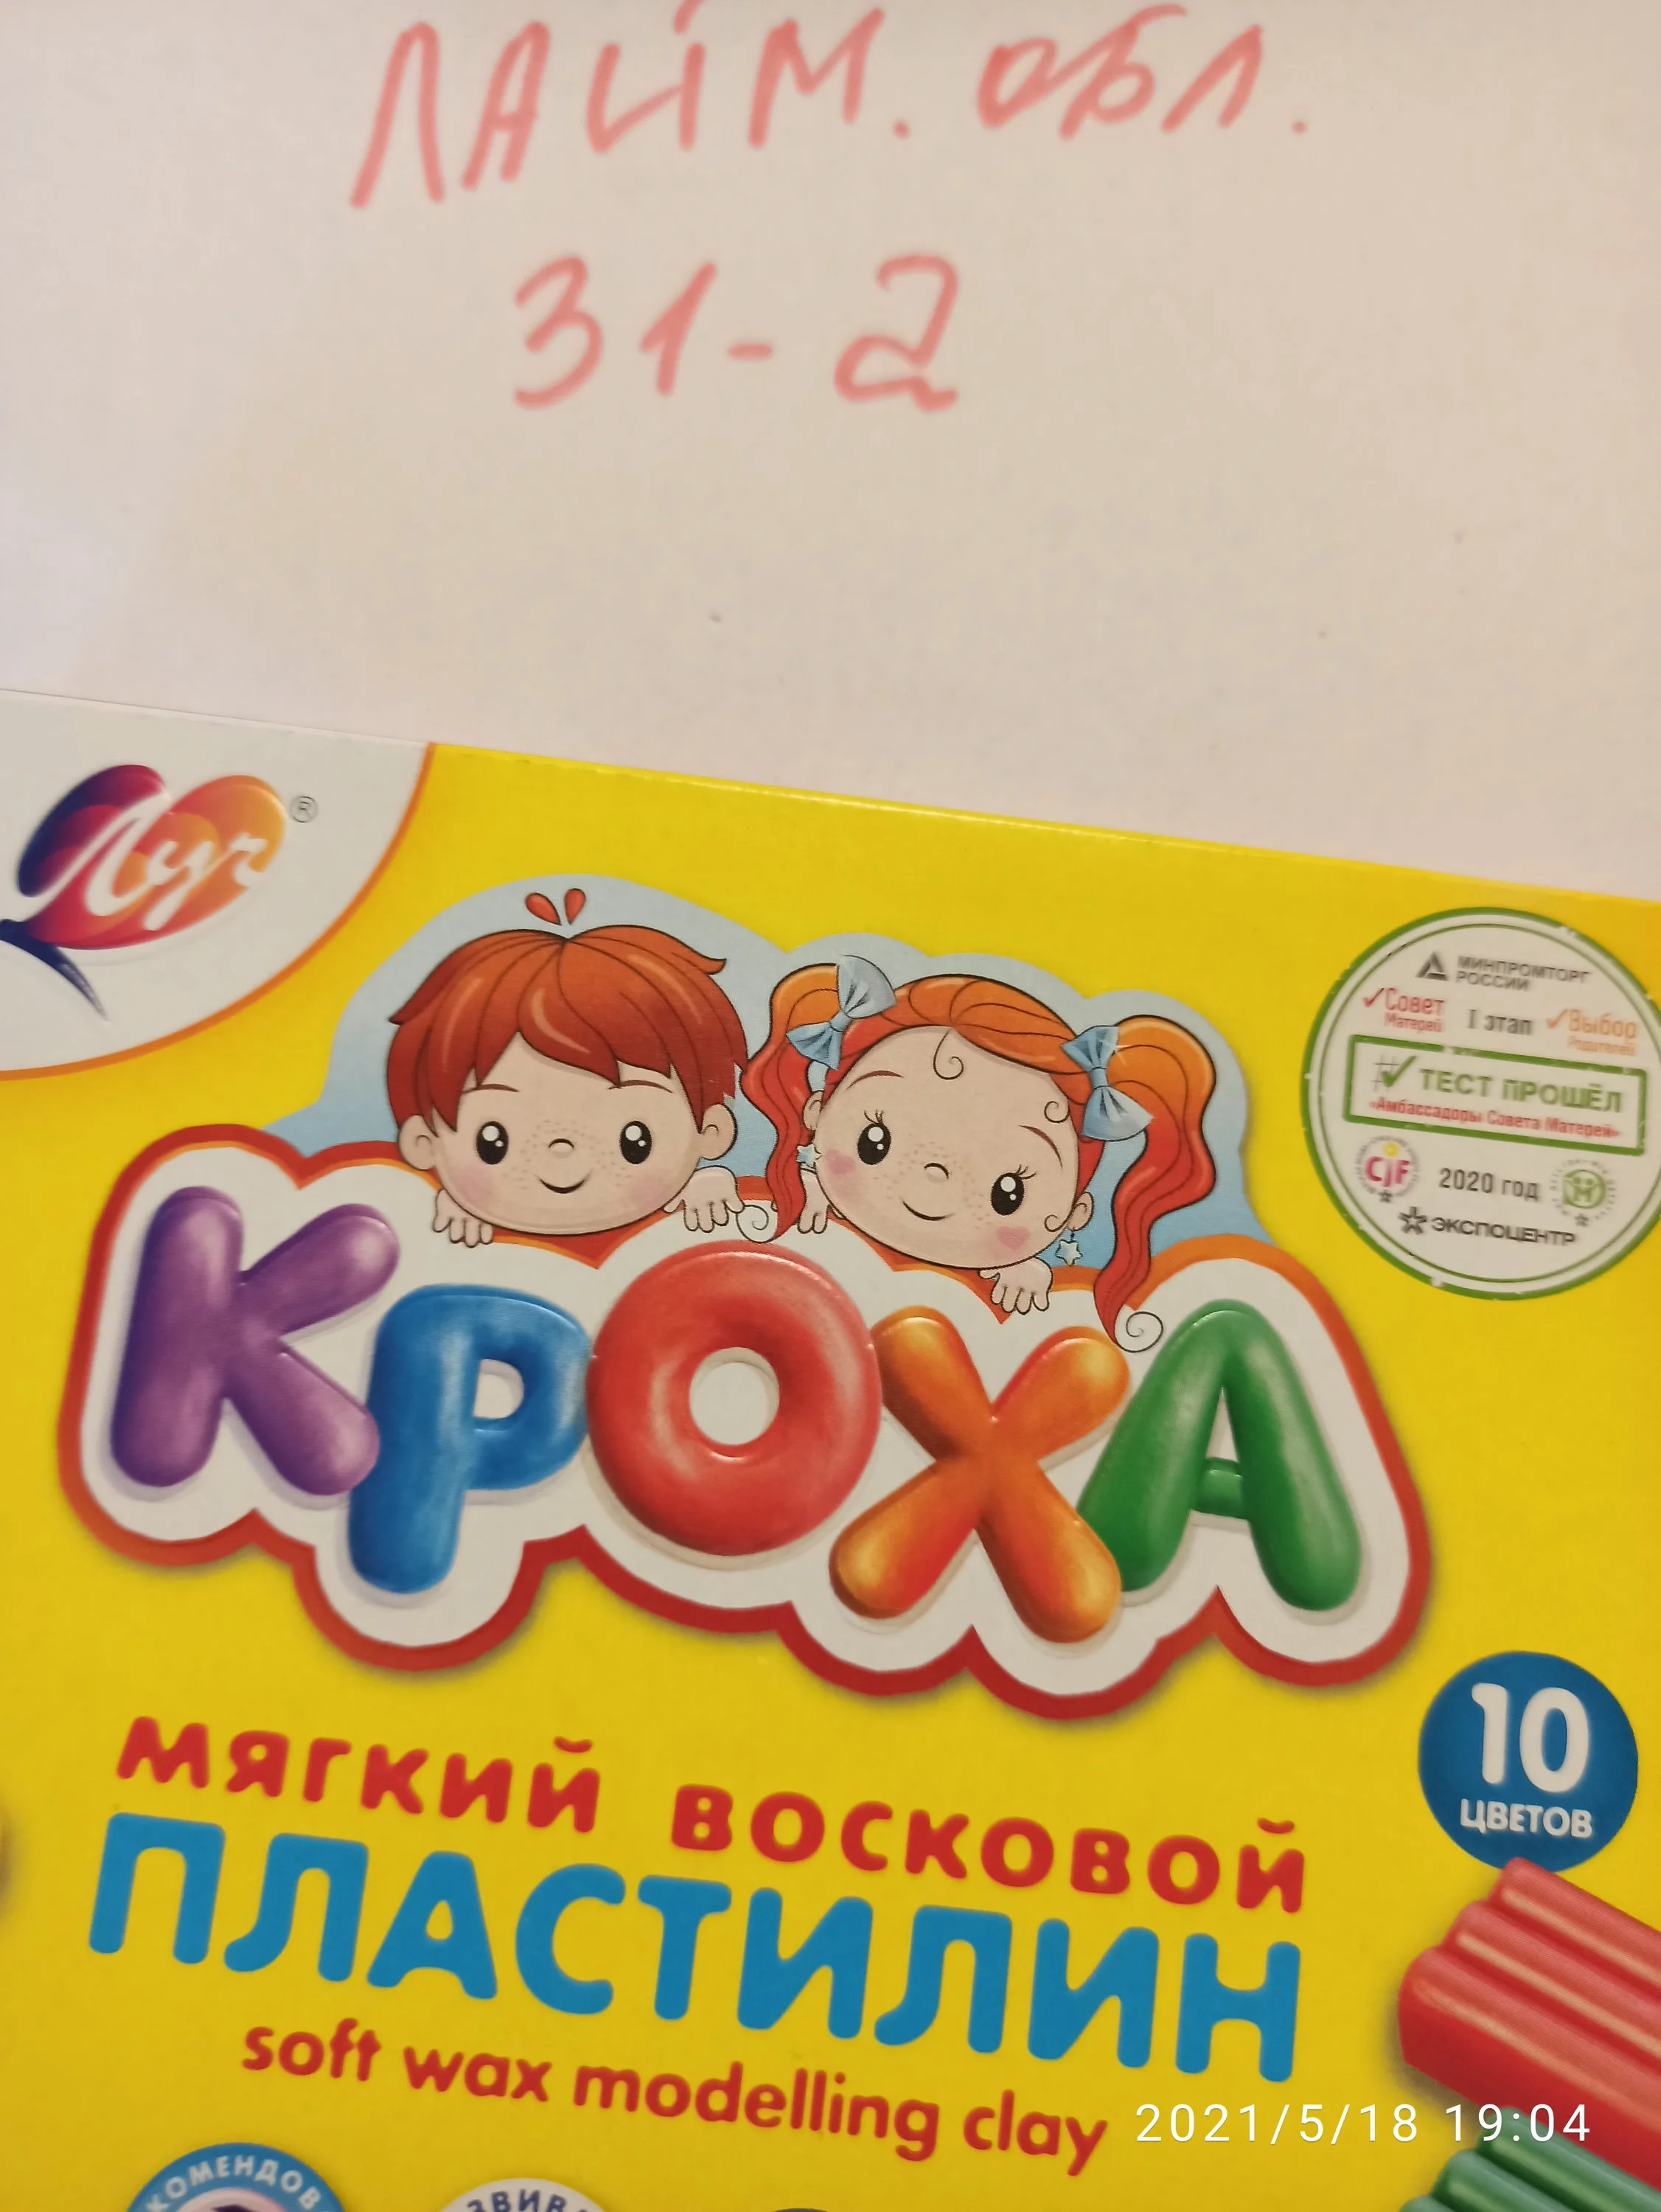 ЛАЙМ. обл.
31-2
Луч®
МИНПРОМТОРГ
РОССИИ
Совет
Матерей
I этап
Выбор
Родителей
# ТЕСТ ПРОШЁЛ
«Амбассадоры Совета Матерей»
CJF
2020 год
ЭКСПОЦЕНТР
КРОХА
10
ЦВЕТОВ
МЯГКИЙ ВОСКОВОЙ
ПЛАСТИЛИН
soft wax modelling clay
2021/5/18 19:04